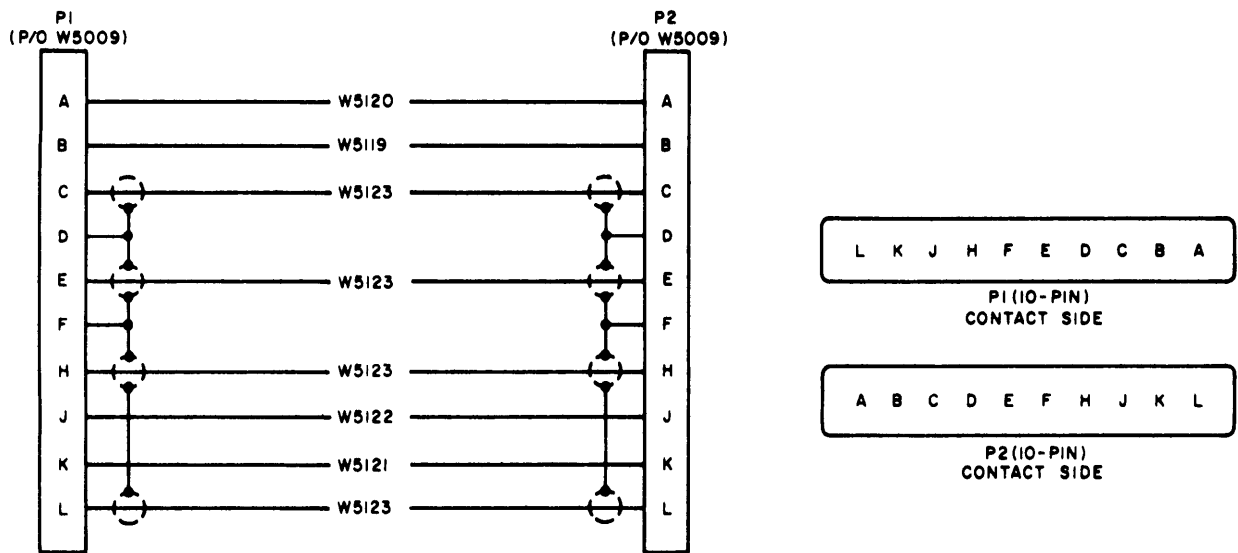 P1
(P/O W5009)
P2
(P/O W5009)
A W5120 A
B W5119 B
C W5123 C
D D
E W5123 E
F F
H W5123 H
J W5122 J
K W5121 K
L W5123 L
L K J H F E D C B A
P1 (10-PIN)
CONTACT SIDE
A B C D E F H J K L
P2 (10-PIN)
CONTACT SIDE